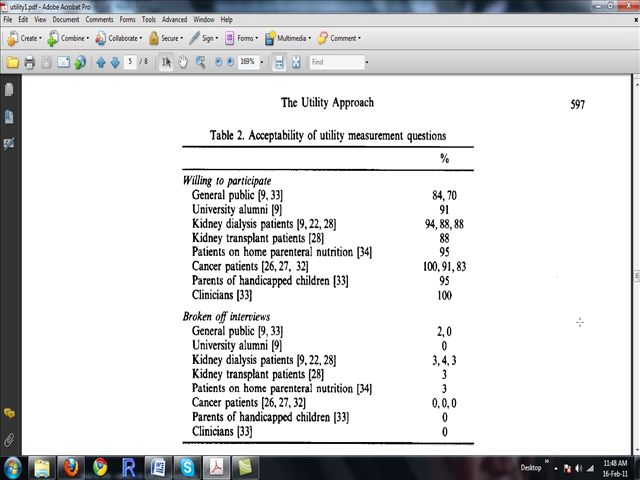 utility1.pdf - Adobe Acrobat Pro
File Edit View Document Comments Forms Tools Advanced Window Help
Create Combine Collaborate Secure Sign Forms Multimedia Comment
5 / 8 169% Find
The Utility Approach 597
Table 2. Acceptability of utility measurement questions
%
Willing to participate
General public [9, 33] 84, 70
University alumni [9] 91
Kidney dialysis patients [9, 22, 28] 94, 88, 88
Kidney transplant patients [28] 88
Patients on home parenteral nutrition [34] 95
Cancer patients [26, 27, 32] 100, 91, 83
Parents of handicapped children [33] 95
Clinicians [33] 100
Broken off interviews
General public [9, 33] 2, 0
University alumni [9] 0
Kidney dialysis patients [9, 22, 28] 3, 4, 3
Kidney transplant patients [28] 3
Patients on home parenteral nutrition [34] 3
Cancer patients [26, 27, 32] 0, 0, 0
Parents of handicapped children [33] 0
Clinicians [33] 0
Desktop » 11:48 AM
16-Feb-11